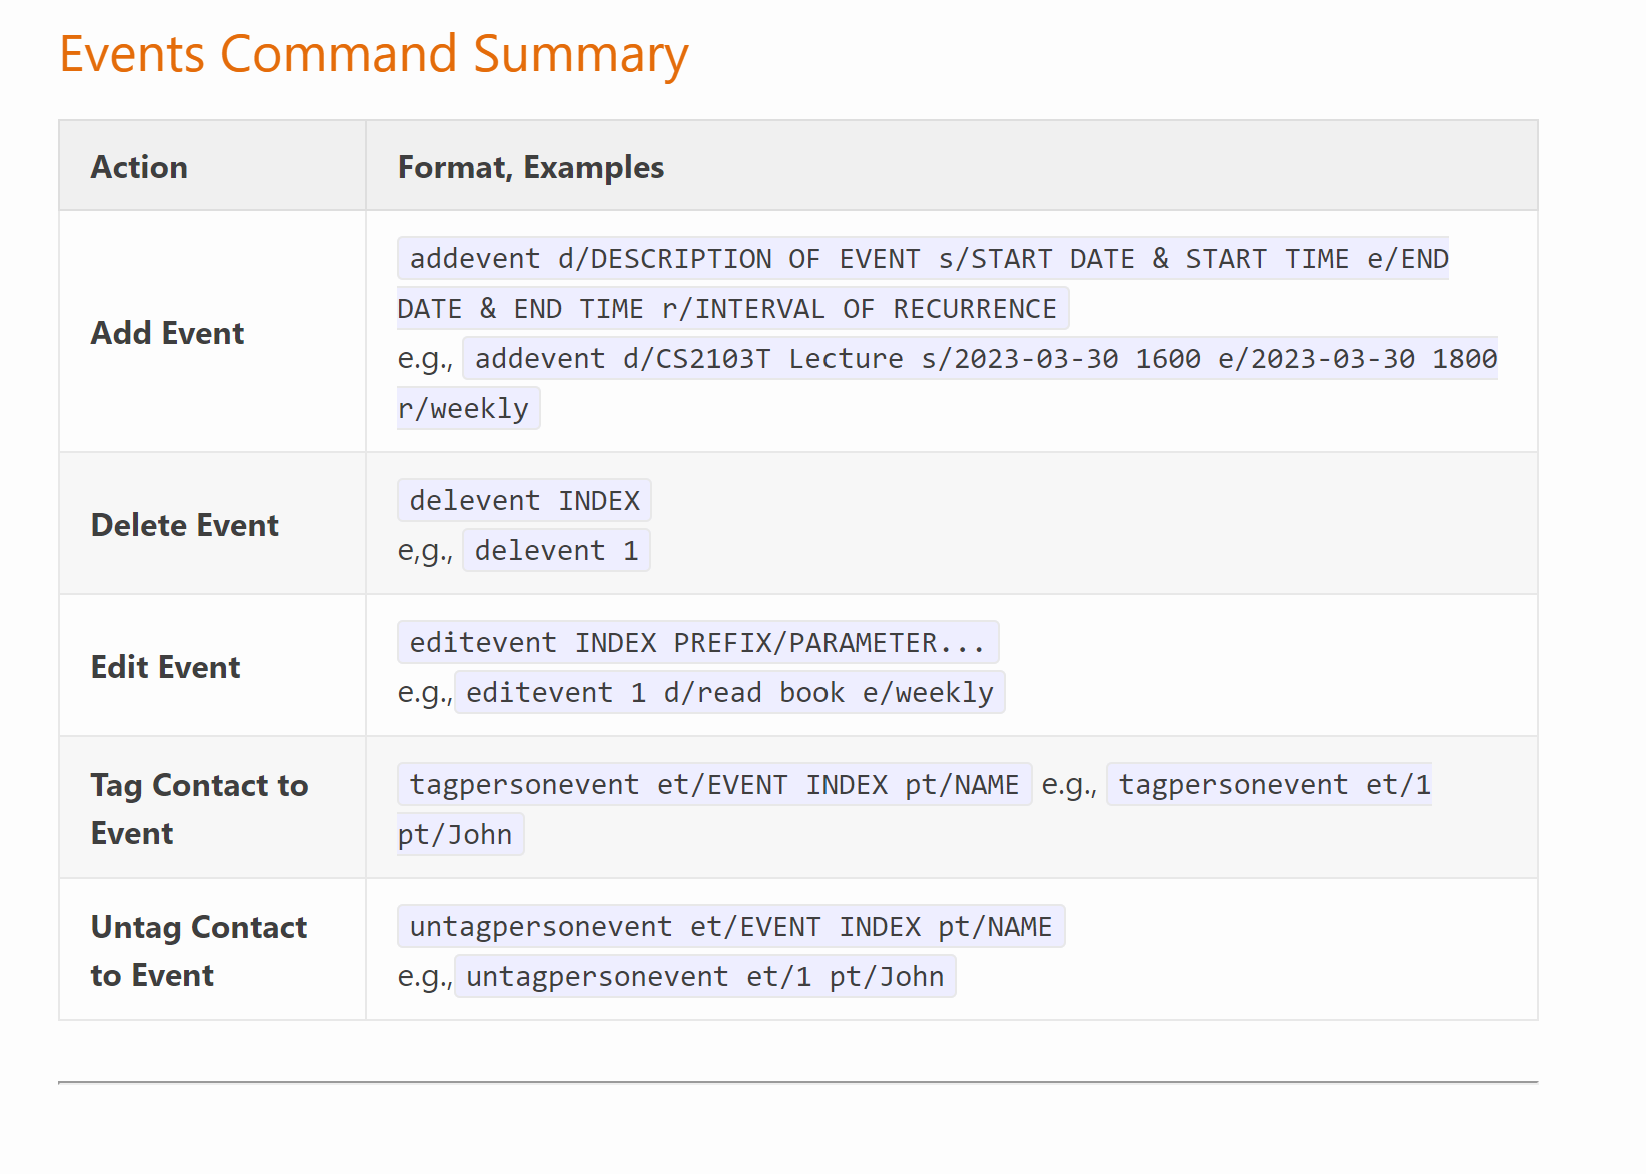 Events Command Summary
Action
Format, Examples
Add Event
addevent d/DESCRIPTION OF EVENT s/START DATE & START TIME e/END
DATE & END TIME r/INTERVAL OF RECURRENCE
e.g., addevent d/CS2103T Lecture s/2023-03-30 1600 e/2023-03-30 1800
r/weekly
Delete Event
delevent INDEX
e,g., delevent 1
Edit Event
editevent INDEX PREFIX/PARAMETER...
e.g., editevent 1 d/read book e/weekly
Tag Contact to
Event
tagpersonevent et/EVENT INDEX pt/NAME e.g., tagpersonevent et/1
pt/John
Untag Contact
to Event
untagpersonevent et/EVENT INDEX pt/NAME
e.g., untagpersonevent et/1 pt/John